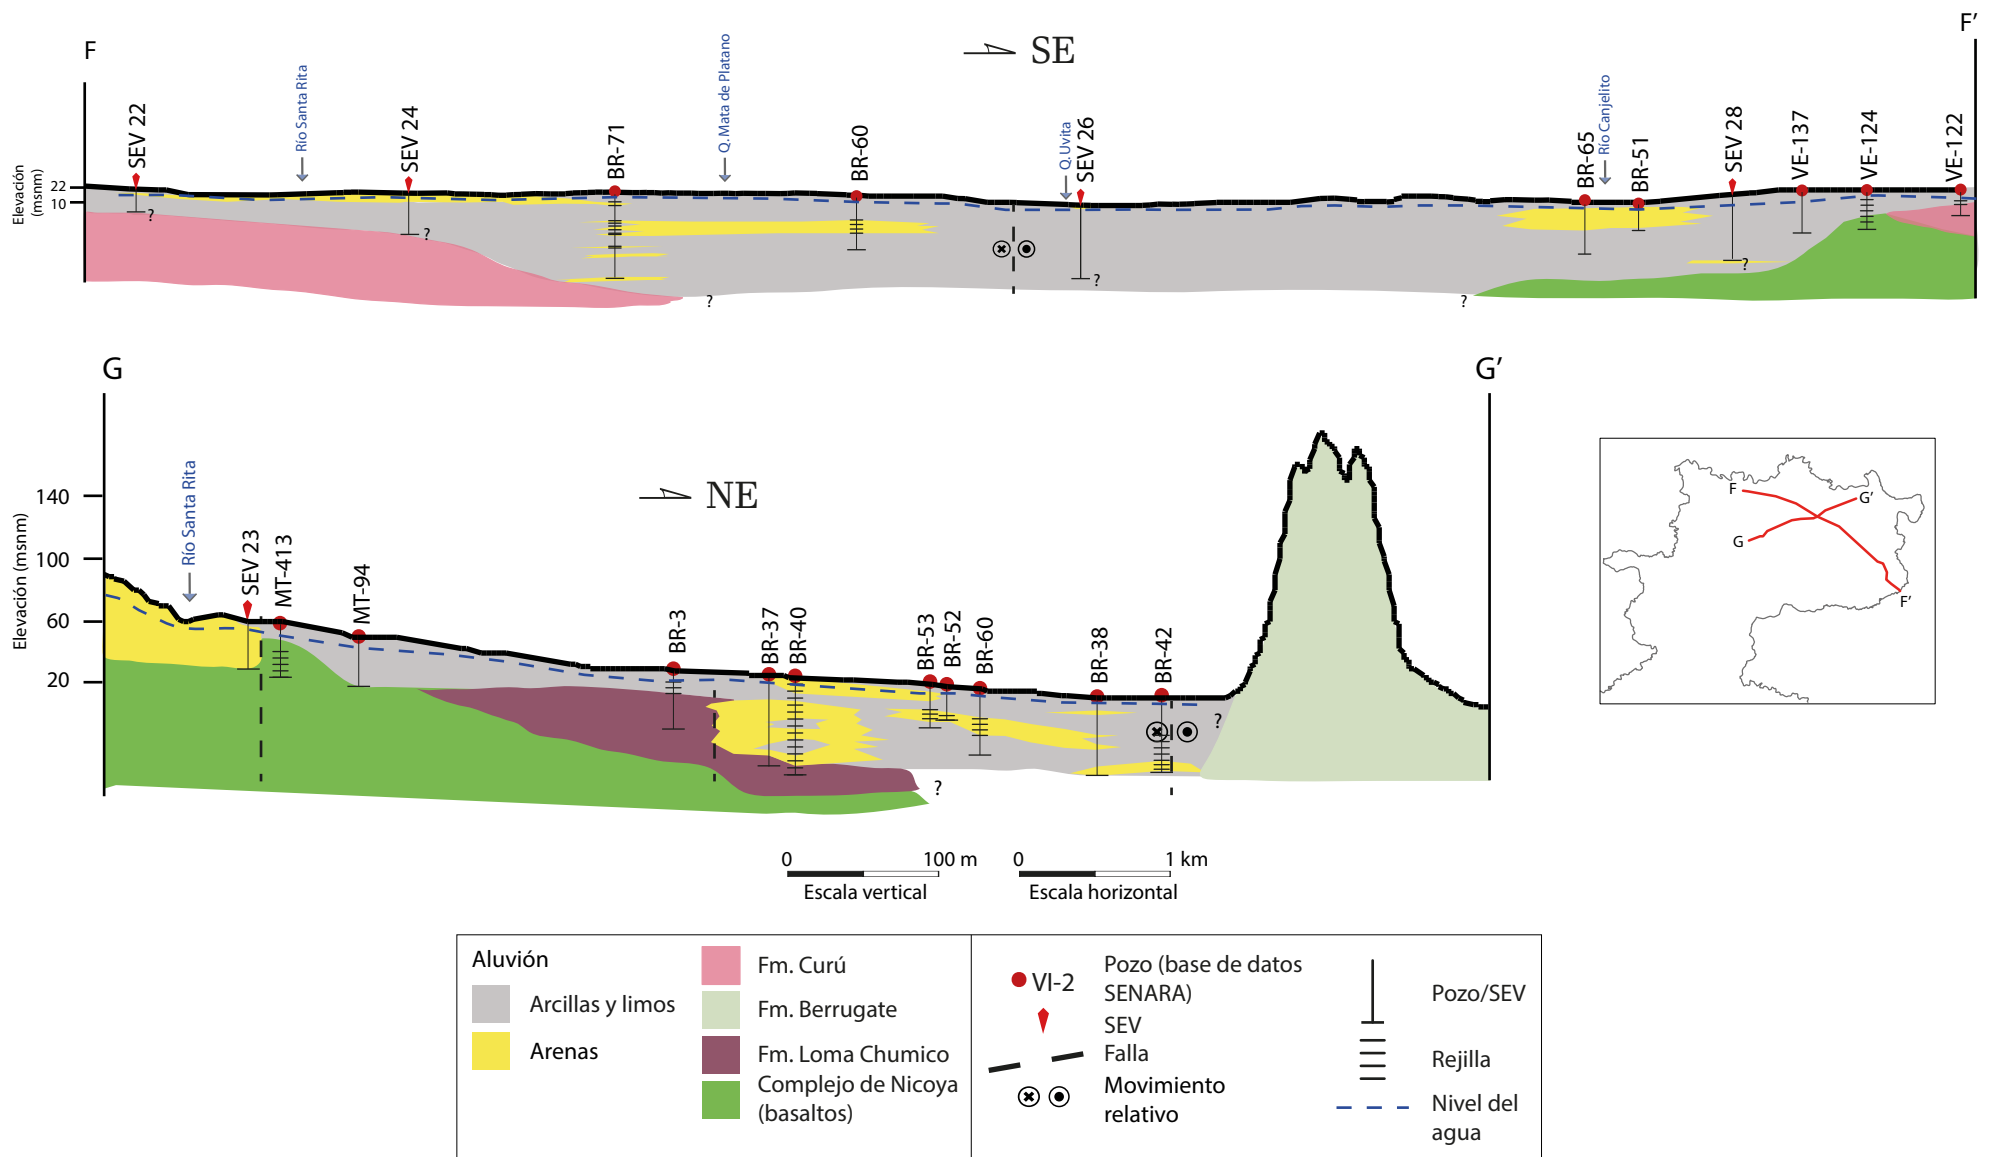 F
F’
SE
SEV 22
Río Santa Rita
SEV 24
BR-71
Q. Mata de Platano
BR-60
Q. Uvita
SEV 26
BR-65
Río Canjelito
BR-51
SEV 28
VE-137
VE-124
VE-122
Elevación
(msnm)
22
10
?
?
?
?
?
?
G
G’
NE
Río Santa Rita
SEV 23
MT-413
MT-94
BR-3
BR-37
BR-40
BR-53
BR-52
BR-60
BR-38
BR-42
Elevación (msnm)
140
100
60
20
?
?
F
G’
G
F’
0 100 m
Escala vertical
0 1 km
Escala horizontal
Aluvión
Arcillas y limos
Arenas
Fm. Curú
Fm. Berrugate
Fm. Loma Chumico
Complejo de Nicoya
(basaltos)
VI-2
Pozo (base de datos
SENARA)
SEV
Falla
Movimiento
relativo
Pozo/SEV
Rejilla
Nivel del
agua